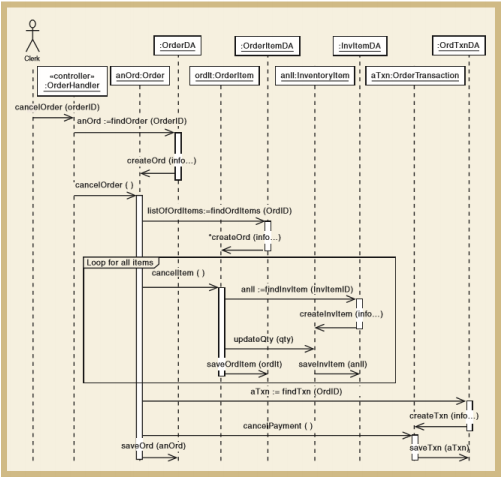 :OrderDA
:OrderItemDA
:InvItemDA
:OrdTxnDA
Clerk
«controller»
:OrderHandler
anOrd:Order
ordIt:OrderItem
anII:InventoryItem
aTxn:OrderTransaction
cancelOrder (orderID)
anOrd :=findOrder (OrderID)
createOrd (info...)
cancelOrder ( )
listOfOrdItems:=findOrdItems (OrdID)
*createOrd (info...)
Loop for all items
cancelItem ( )
anII :=findInvItem (InvItemID)
createInvItem (info...)
updateQty (qty)
saveOrdItem (ordIt)
saveInvItem (anII)
aTxn := findTxn (OrdID)
createTxn (info...)
cancelPayment ( )
saveOrd (anOrd)
saveTxn (aTxn)